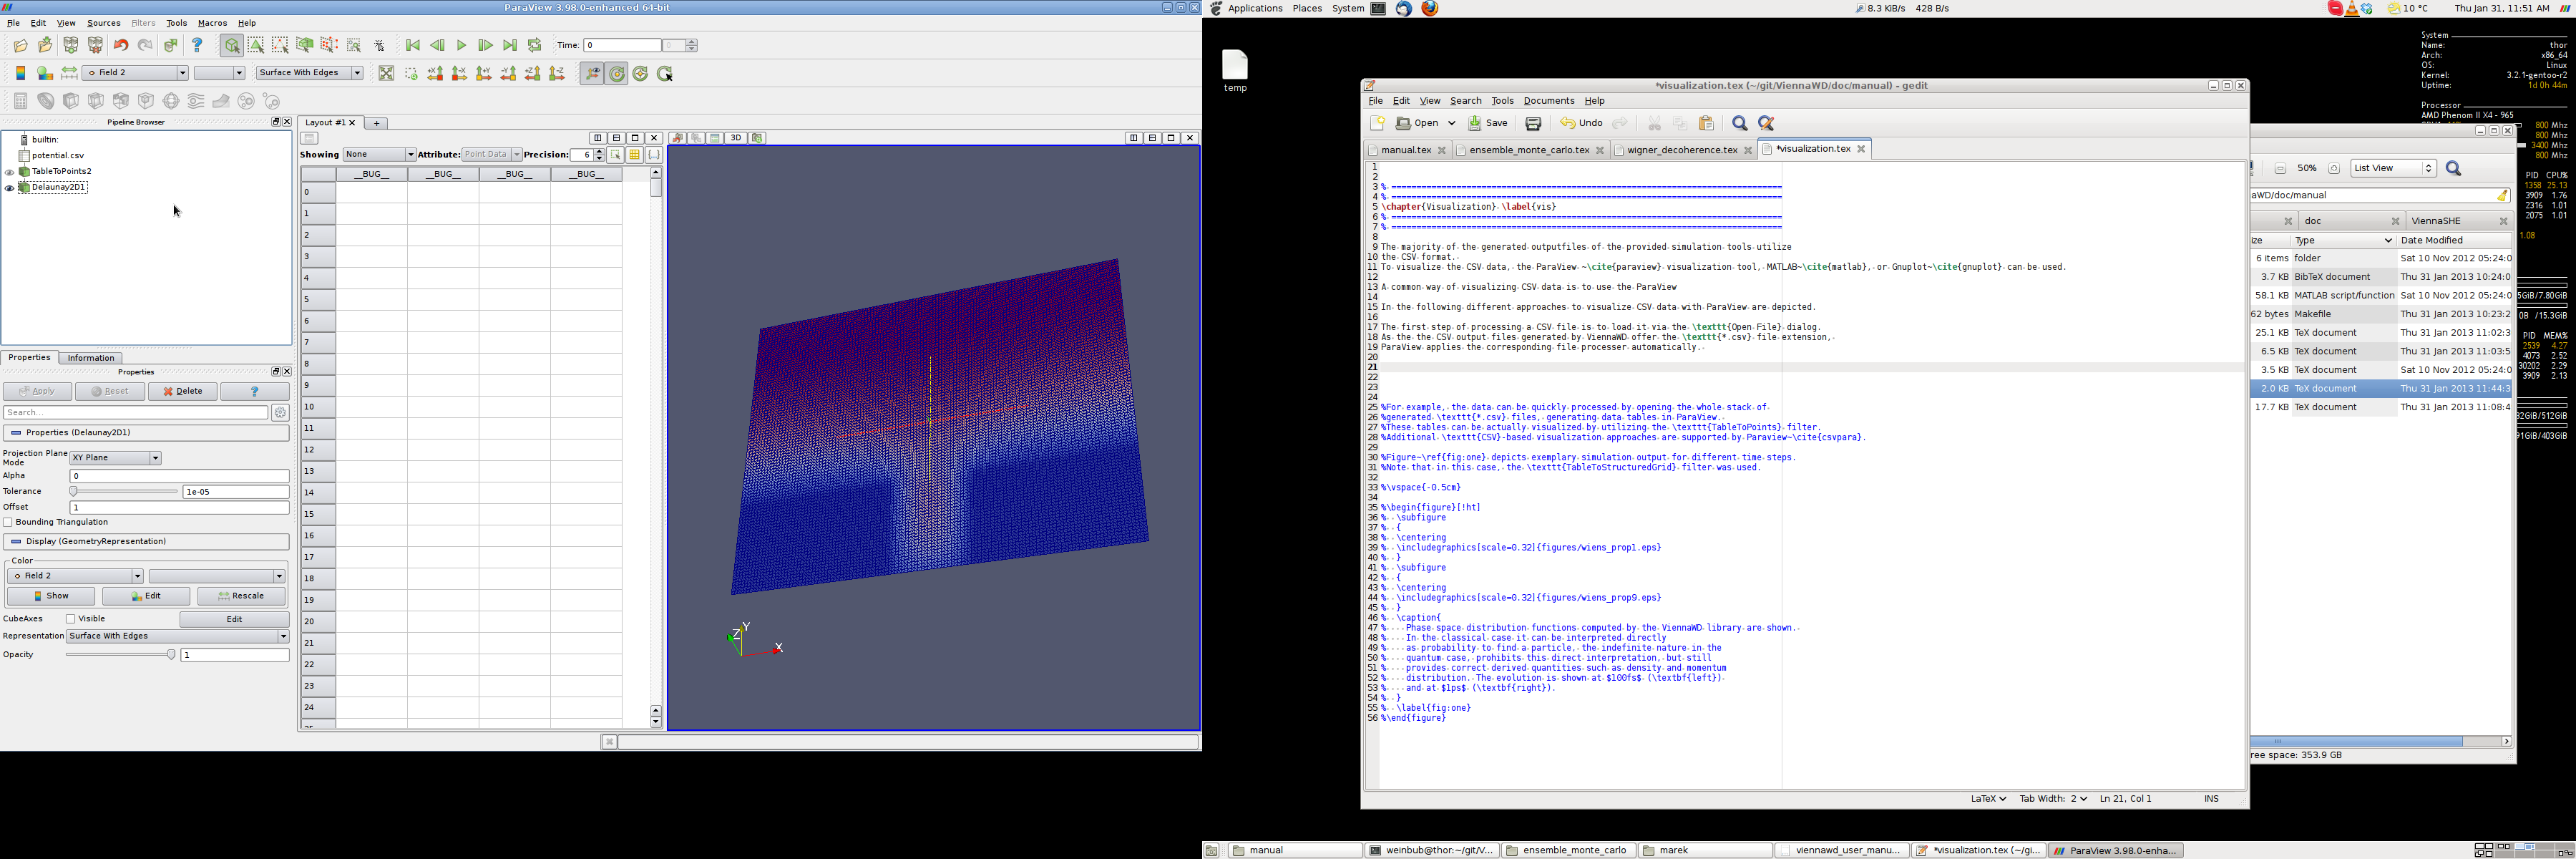 ParaView 3.98.0-enhanced 64-bit
File Edit View Sources Filters Tools Macros Help
Time: 0
Field 2
Surface With Edges
Pipeline Browser
builtin:
potential.csv
TableToPoints2
Delaunay2D1
Properties Information
Properties
Apply Reset Delete ?
Search...
Properties (Delaunay2D1)
Projection Plane Mode XY Plane
Alpha 0
Tolerance 1e-05
Offset 1
Bounding Triangulation
Display (GeometryRepresentation)
Color
Field 2
Show Edit Rescale
CubeAxes Visible Edit
Representation Surface With Edges
Opacity 1
Layout #1
Showing None Attribute: Point Data Precision: 6
3D
__BUG__ __BUG__ __BUG__ __BUG__
0
1
2
3
4
5
6
7
8
9
10
11
12
13
14
15
16
17
18
19
20
21
22
23
24
Y
Z
X
Applications Places System
8.3 KiB/s 428 B/s
10 °C Thu Jan 31, 11:51 AM
temp
*visualization.tex (~/git/ViennaWD/doc/manual) - gedit
File Edit View Search Tools Documents Help
Open Save Undo
manual.tex ensemble_monte_carlo.tex wigner_decoherence.tex *visualization.tex
1
2
3 % ==============================================================================
4 % ==============================================================================
5 \chapter{Visualization} \label{vis}
6 % ==============================================================================
7 % ==============================================================================
8
9 The majority of the generated outputfiles of the provided simulation tools utilize
10 the CSV format.
11 To visualize the CSV data, the ParaView ~\cite{paraview} visualization tool, MATLAB~\cite{matlab}, or Gnuplot~\cite{gnuplot} can be used.
12
13 A common way of visualizing CSV data is to use the ParaView
14
15 In the following different approaches to visualize CSV data with ParaView are depicted.
16
17 The first step of processing a CSV file is to load it via the \texttt{Open File} dialog.
18 As the the CSV output files generated by ViennaWD offer the \texttt{*.csv} file extension,
19 ParaView applies the corresponding file processer automatically.
20
21
22
23
24
25 %For example, the data can be quickly processed by opening the whole stack of
26 %generated \texttt{*.csv} files, generating data tables in ParaView.
27 %These tables can be actually visualized by utilizing the \texttt{TableToPoints} filter.
28 %Additional \texttt{CSV}-based visualization approaches are supported by Paraview~\cite{csvpara}.
29
30 %Figure~\ref{fig:one} depicts exemplary simulation output for different time steps.
31 %Note that in this case, the \texttt{TableToStructuredGrid} filter was used.
32
33 %\vspace{-0.5cm}
34
35 %\begin{figure}[!ht]
36 % \subfigure
37 % {
38 % \centering
39 % \includegraphics[scale=0.32]{figures/wiens_prop1.eps}
40 % }
41 % \subfigure
42 % {
43 % \centering
44 % \includegraphics[scale=0.32]{figures/wiens_prop9.eps}
45 % }
46 % \caption{
47 % Phase space distribution functions computed by the ViennaWD library are shown.
48 % In the classical case it can be interpreted directly
49 % as probability to find a particle, the indefinite nature in the
50 % quantum case, prohibits this direct interpretation, but still
51 % provides correct derived quantities such as density and momentum
52 % distribution. The evolution is shown at $100fs$ (\textbf{left})
53 % and at $1ps$ (\textbf{right}).
54 % }
55 % \label{fig:one}
56 %\end{figure}
LaTeX Tab Width: 2 Ln 21, Col 1 INS
50% List View
aWD/doc/manual
doc ViennaSHE
ize Type Date Modified
6 items folder Sat 10 Nov 2012 05:24:0
3.7 KB BibTeX document Thu 31 Jan 2013 10:24:0
58.1 KB MATLAB script/function Sat 10 Nov 2012 05:24:0
62 bytes Makefile Thu 31 Jan 2013 10:23:2
25.1 KB TeX document Thu 31 Jan 2013 11:02:3
6.5 KB TeX document Thu 31 Jan 2013 11:03:5
3.5 KB TeX document Sat 10 Nov 2012 05:24:0
2.0 KB TeX document Thu 31 Jan 2013 11:44:3
17.7 KB TeX document Thu 31 Jan 2013 11:08:4
ree space: 353.9 GB
System
Name: thor
Arch: x86_64
OS: Linux
Kernel: 3.2.1-gentoo-r2
Uptime: 1d 0h 44m
Processor
AMD Phenom II X4 - 965
800 Mhz
800 Mhz
3400 Mhz
800 Mhz
PID CPU%
1358 25.13
3909 1.76
2316 1.01
2075 1.01
1.08
5GiB/7.80GiB
0B /15.3GiB
PID MEM%
2539 4.27
4073 2.52
30202 2.29
3909 2.13
92GiB/512GiB
91GiB/403GiB
manual weinbub@thor:~/git/V... ensemble_monte_carlo marek viennawd_user_manu... *visualization.tex (~/gi... ParaView 3.98.0-enha...